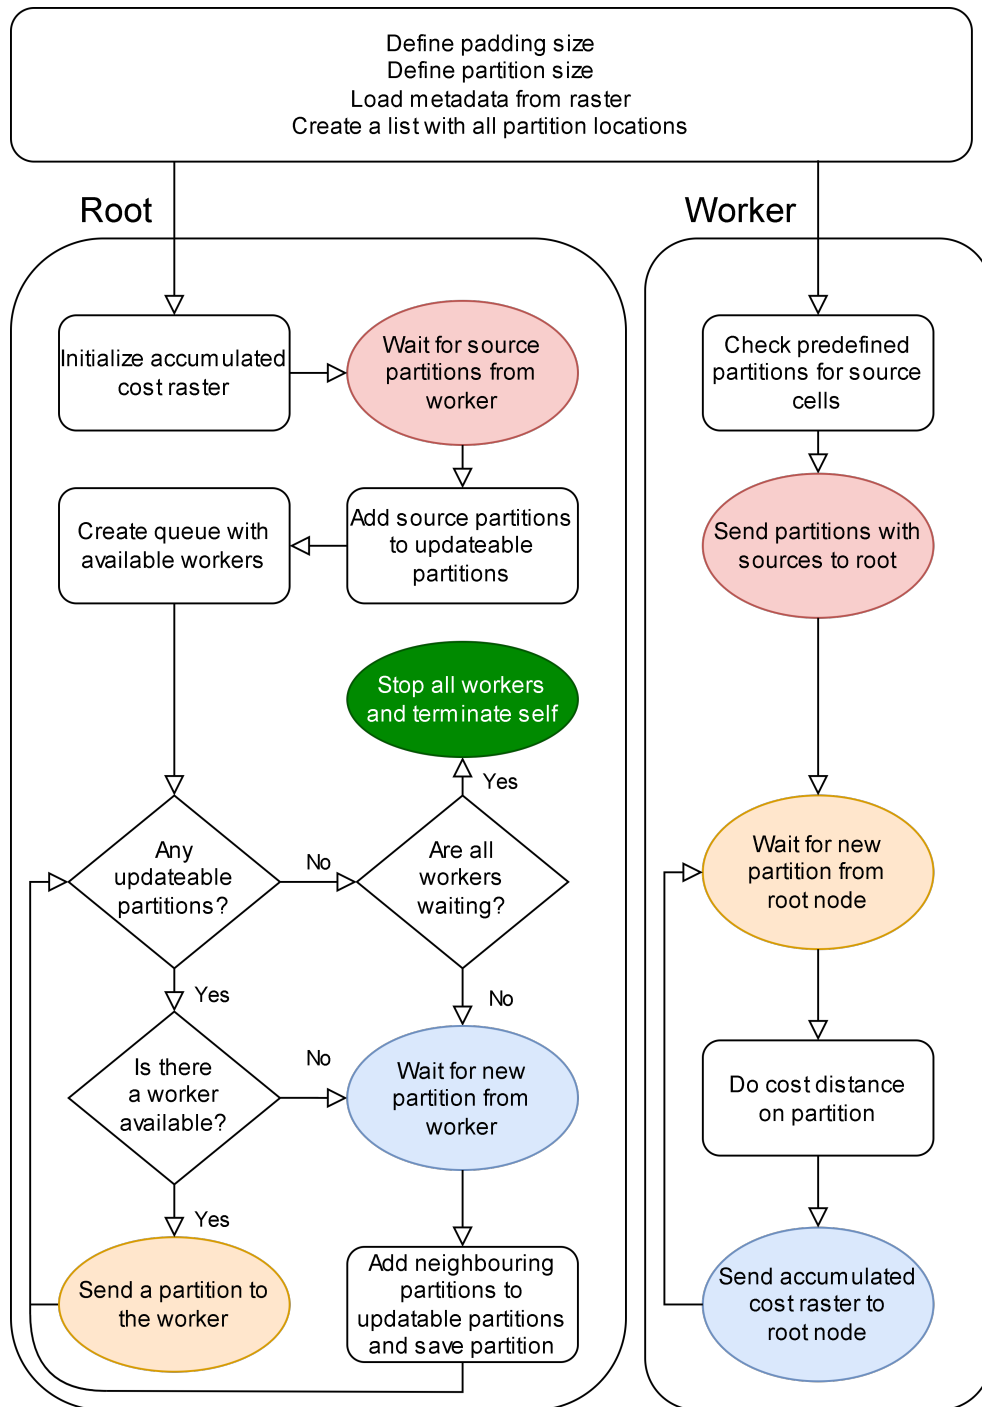 Define padding size
Define partition size
Load metadata from raster
Create a list with all partition locations
Root
Worker
Initialize accumulated
cost raster
Wait for source
partitions from
worker
Check predefined
partitions for source
cells
Create queue with
available workers
Add source partitions
to updateable
partitions
Send partitions with
sources to root
Stop all workers
and terminate self
Yes
Any
updateable
partitions?
No
Are all
workers
waiting?
Wait for new
partition from
root node
Yes
No
Is there
a worker
available?
No
Wait for new
partition from
worker
Do cost distance
on partition
Yes
Send a partition to
the worker
Add neighbouring
partitions to
updatable partitions
and save partition
Send accumulated
cost raster to
root node